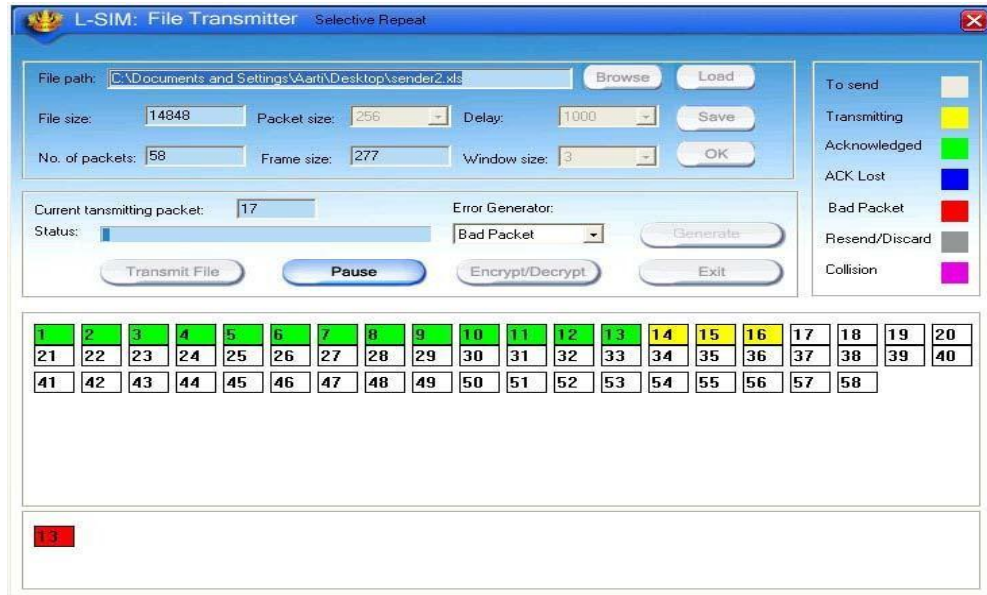 L-SIM: File Transmitter Selective Repeat
File path: C:\Documents and Settings\Aarti\Desktop\sender2.xls Browse Load
File size: 14848 Packet size: 256 Delay: 1000 Save
No. of packets: 58 Frame size: 277 Window size: 3 OK
Current tansmitting packet: 17 Error Generator:
Status: Bad Packet Generate
Transmit File Pause Encrypt/Decrypt Exit
To send
Transmitting
Acknowledged
ACK Lost
Bad Packet
Resend/Discard
Collision
1 2 3 4 5 6 7 8 9 10 11 12 13 14 15 16 17 18 19 20
21 22 23 24 25 26 27 28 29 30 31 32 33 34 35 36 37 38 39 40
41 42 43 44 45 46 47 48 49 50 51 52 53 54 55 56 57 58
13